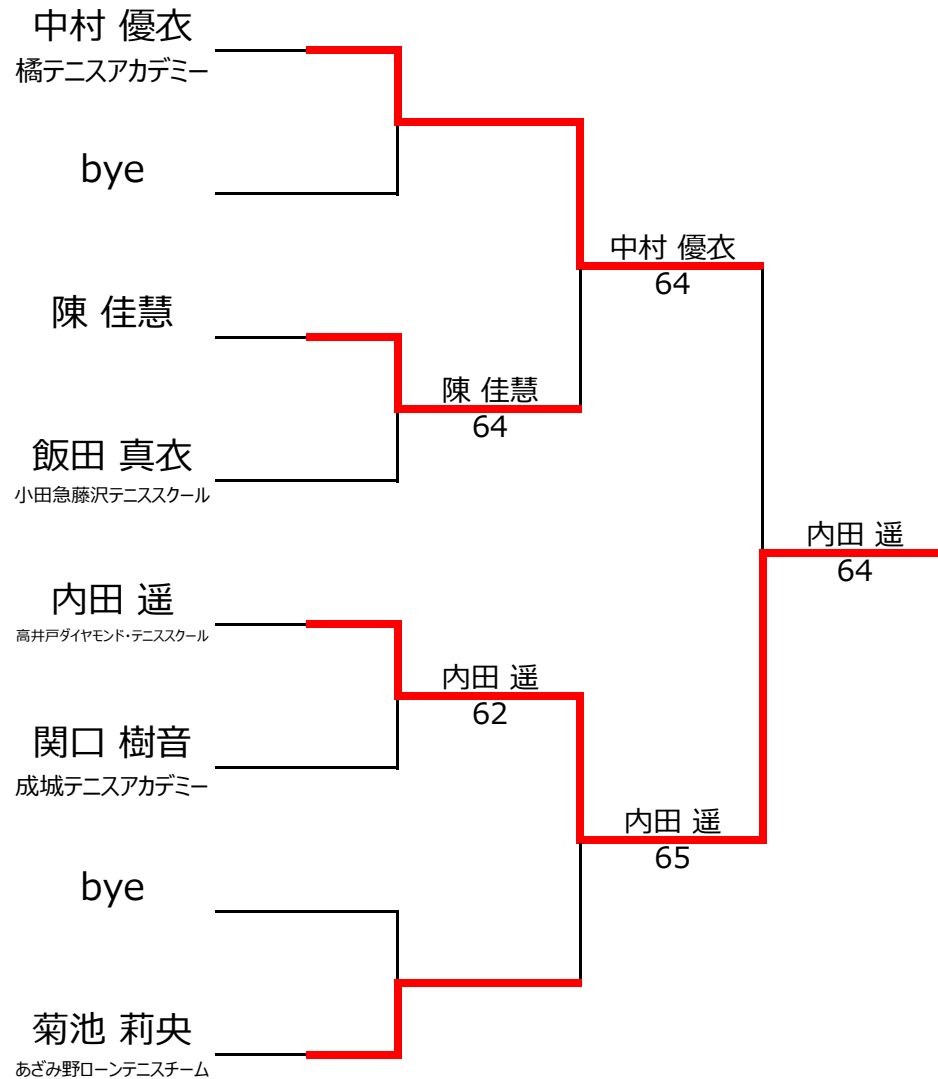 中村 優衣
橘テニスアカデミー
bye
中村 優衣
64
陳 佳慧
陳 佳慧
64
飯田 真衣
小田急藤沢テニススクール
内田 遥
64
内田 遥
高井戸ダイヤモンド・テニススクール
内田 遥
62
関口 樹音
成城テニスアカデミー
内田 遥
65
bye
菊池 莉央
あざみ野ローンテニスチーム